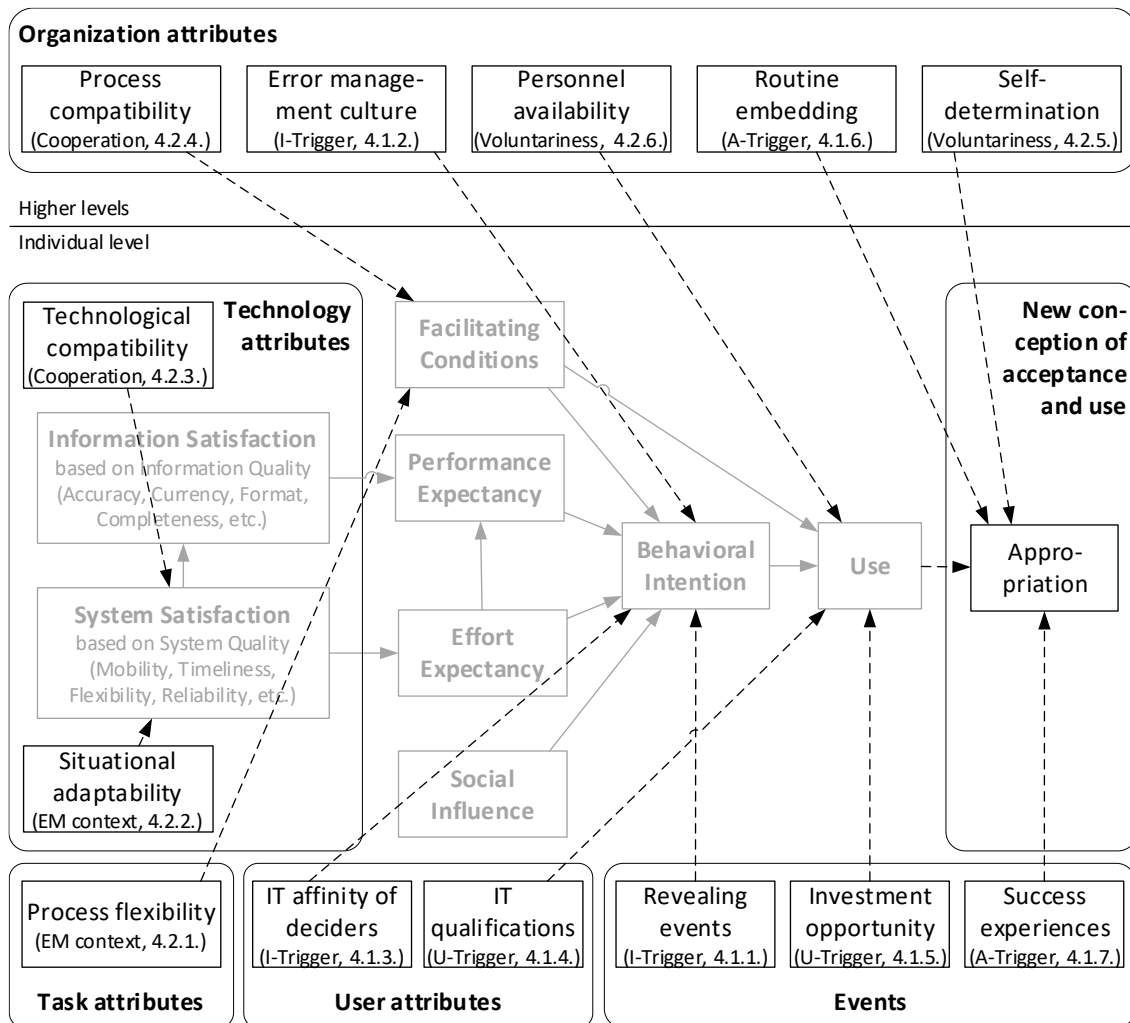 Organization attributes
Process
compatibility
(Cooperation, 4.2.4.)
Error manage-
ment culture
(I-Trigger, 4.1.2.)
Personnel
availability
(Voluntariness, 4.2.6.)
Routine
embedding
(A-Trigger, 4.1.6.)
Self-
determination
(Voluntariness, 4.2.5.)
Higher levels
Individual level
Technology
attributes
Technological
compatibility
(Cooperation, 4.2.3.)
Information Satisfaction
based on Information Quality
(Accuracy, Currency, Format,
Completeness, etc.)
System Satisfaction
based on System Quality
(Mobility, Timeliness,
Flexibility, Reliability, etc.)
Situational
adaptability
(EM context, 4.2.2.)
Facilitating
Conditions
Performance
Expectancy
Effort
Expectancy
Social
Influence
Behavioral
Intention
Use
New con-
ception of
acceptance
and use
Appro-
priation
Process flexibility
(EM context, 4.2.1.)
Task attributes
IT affinity of
deciders
(I-Trigger, 4.1.3.)
IT
qualifications
(U-Trigger, 4.1.4.)
User attributes
Revealing
events
(I-Trigger, 4.1.1.)
Investment
opportunity
(U-Trigger, 4.1.5.)
Success
experiences
(A-Trigger, 4.1.7.)
Events